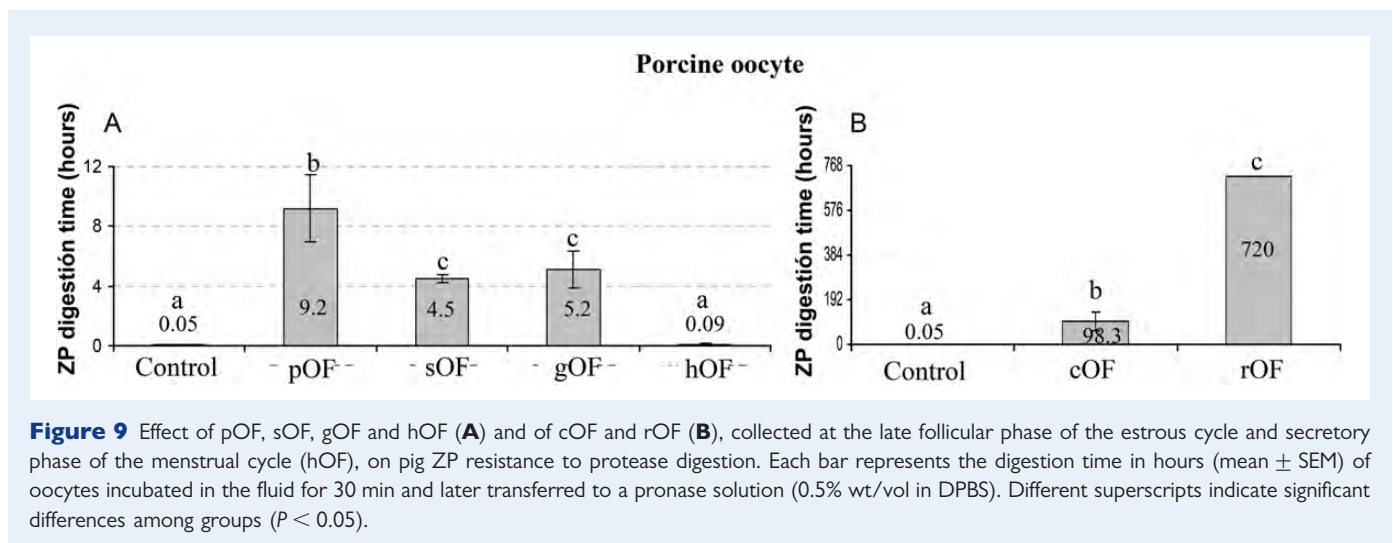 Porcine oocyte
A
ZP digestión time (hours)
12
8
4
0
a
0.05
b
9.2
c
4.5
c
5.2
a
0.09
Control
pOF
sOF
gOF
hOF
B
ZP digestión time (hours)
768
576
384
192
0
a
0.05
b
98.3
c
720
Control
cOF
rOF
Figure 9 Effect of pOF, sOF, gOF and hOF (A) and of cOF and rOF (B), collected at the late follicular phase of the estrous cycle and secretory
phase of the menstrual cycle (hOF), on pig ZP resistance to protease digestion. Each bar represents the digestion time in hours (mean ± SEM) of
oocytes incubated in the fluid for 30 min and later transferred to a pronase solution (0.5% wt/vol in DPBS). Different superscripts indicate significant
differences among groups (P < 0.05).